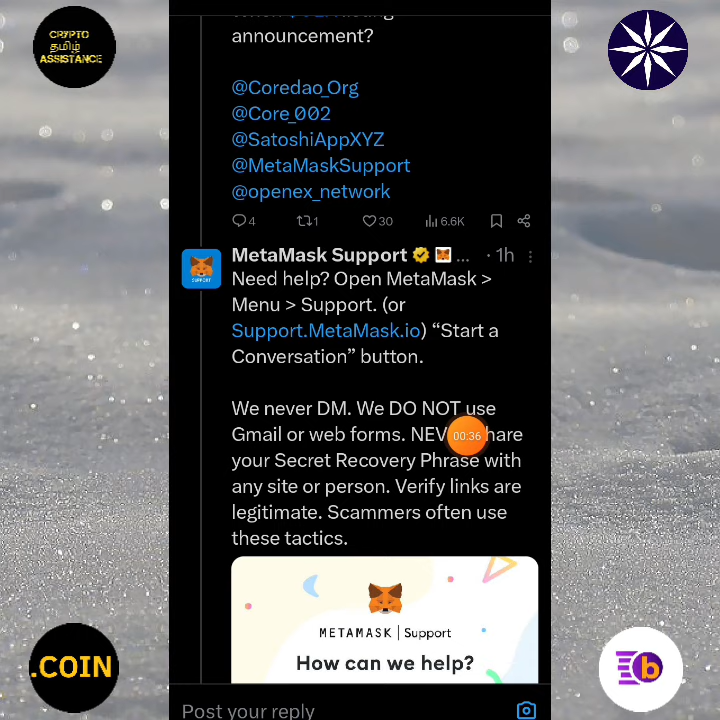 CRYPTO
தமிழ்
ASSISTANCE
announcement?
@Coredao_Org
@Core_002
@SatoshiAppXYZ
@MetaMaskSupport
@openex_network
4 1 30 6.6K
MetaMask Support ... · 1h
SUPPORT
Need help? Open MetaMask >
Menu > Support. (or
Support.MetaMask.io) “Start a
Conversation” button.
We never DM. We DO NOT use
Gmail or web forms. NEV hare
00:36
your Secret Recovery Phrase with
any site or person. Verify links are
legitimate. Scammers often use
these tactics.
METAMASK | Support
How can we help?
.COIN
b
Post your reply